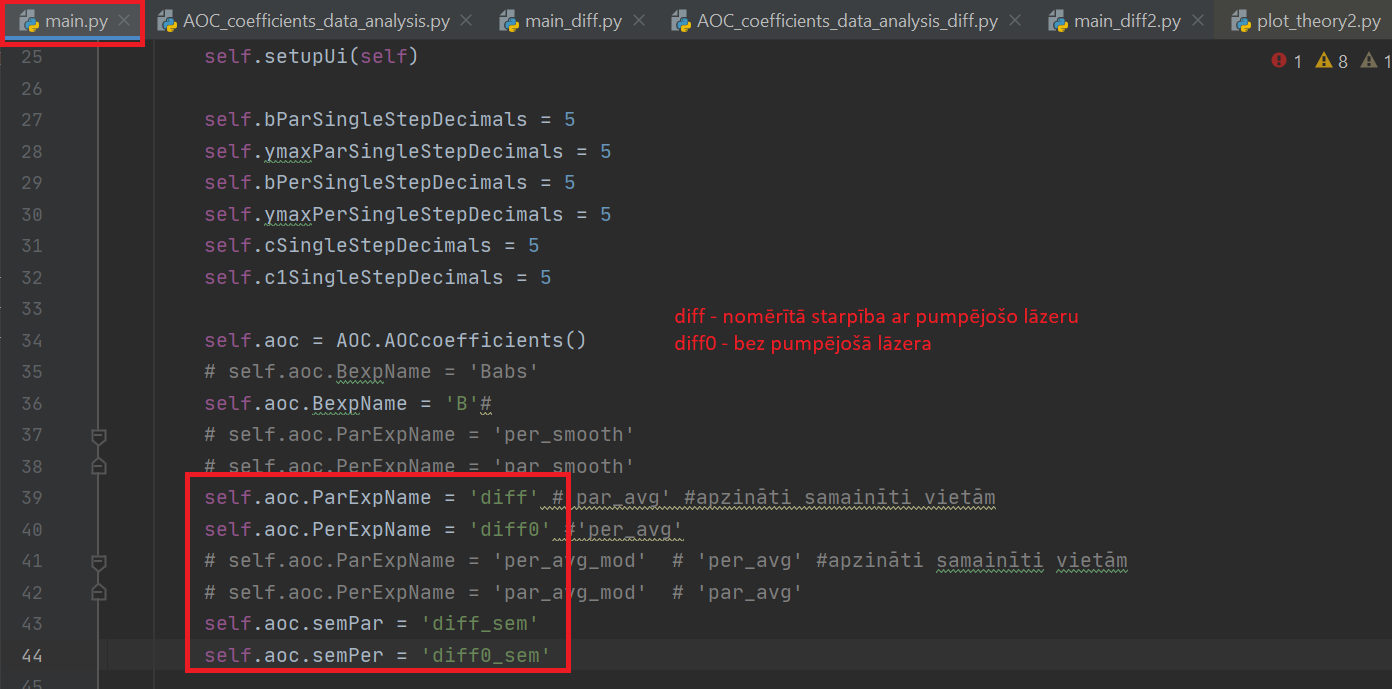 main.py AOC_coefficients_data_analysis.py main_diff.py AOC_coefficients_data_analysis_diff.py main_diff2.py plot_theory2.py
25 self.setupUi(self) 1 8 1
26
27 self.bParSingleStepDecimals = 5
28 self.ymaxParSingleStepDecimals = 5
29 self.bPerSingleStepDecimals = 5
30 self.ymaxPerSingleStepDecimals = 5
31 self.cSingleStepDecimals = 5
32 self.c1SingleStepDecimals = 5
33
diff - nomērītā starpība ar pumpējošo lāzeru
34 self.aoc = AOC.AOCcoefficients()
diff0 - bez pumpējošā lāzera
35 # self.aoc.BexpName = 'Babs'
36 self.aoc.BexpName = 'B'#
37 # self.aoc.ParExpName = 'per_smooth'
38 # self.aoc.PerExpName = 'par_smooth'
39 self.aoc.ParExpName = 'diff' # par_avg' #apzināti samainīti vietām
40 self.aoc.PerExpName = 'diff0' #'per_avg'
41 # self.aoc.ParExpName = 'per_avg_mod' # 'per_avg' #apzināti samainīti vietām
42 # self.aoc.PerExpName = 'par_avg_mod' # 'par_avg'
43 self.aoc.semPar = 'diff_sem'
44 self.aoc.semPer = 'diff0_sem'
45